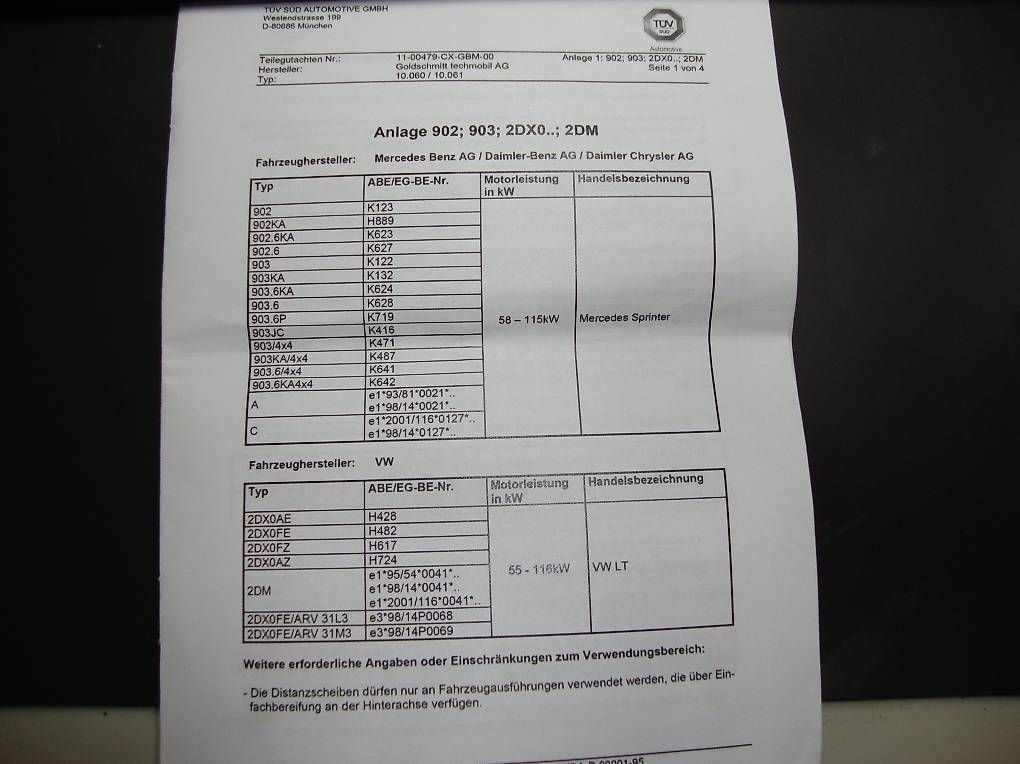 TÜV SÜD AUTOMOTIVE GMBH
Westendstrasse 199
D-80686 München
TÜV
SÜD
Automotive
Teilegutachten Nr.: 11-00479-CX-GBM-00 Anlage 1: 902; 903; 2DX0..; 2DM
Hersteller: Goldschmitt techmobil AG Seite 1 von 4
Typ: 10.060 / 10.061
Anlage 902; 903; 2DX0..; 2DM
Fahrzeughersteller: Mercedes Benz AG / Daimler-Benz AG / Daimler Chrysler AG
Typ ABE/EG-BE-Nr. Motorleistung in kW Handelsbezeichnung
902 K123
902KA H889
902.6KA K623
902.6 K627
903 K122
903KA K132
903.6KA K624
903.6 K628
903.6P K719 58 – 115kW Mercedes Sprinter
903JC K416
903/4x4 K471
903KA/4x4 K487
903.6/4x4 K641
903.6KA4x4 K642
A e1*93/81*0021*..
e1*98/14*0021*..
C e1*2001/116*0127*..
e1*98/14*0127*..
Fahrzeughersteller: VW
Typ ABE/EG-BE-Nr. Motorleistung in kW Handelsbezeichnung
2DX0AE H428
2DX0FE H482
2DX0FZ H617
2DX0AZ H724
55 - 116kW VW LT
2DM e1*95/54*0041*..
e1*98/14*0041*..
e1*2001/116*0041*..
2DX0FE/ARV 31L3 e3*98/14P0068
2DX0FE/ARV 31M3 e3*98/14P0069
Weitere erforderliche Angaben oder Einschränkungen zum Verwendungsbereich:
- Die Distanzscheiben dürfen nur an Fahrzeugausführungen verwendet werden, die über Ein-
fachbereifung an der Hinterachse verfügen.